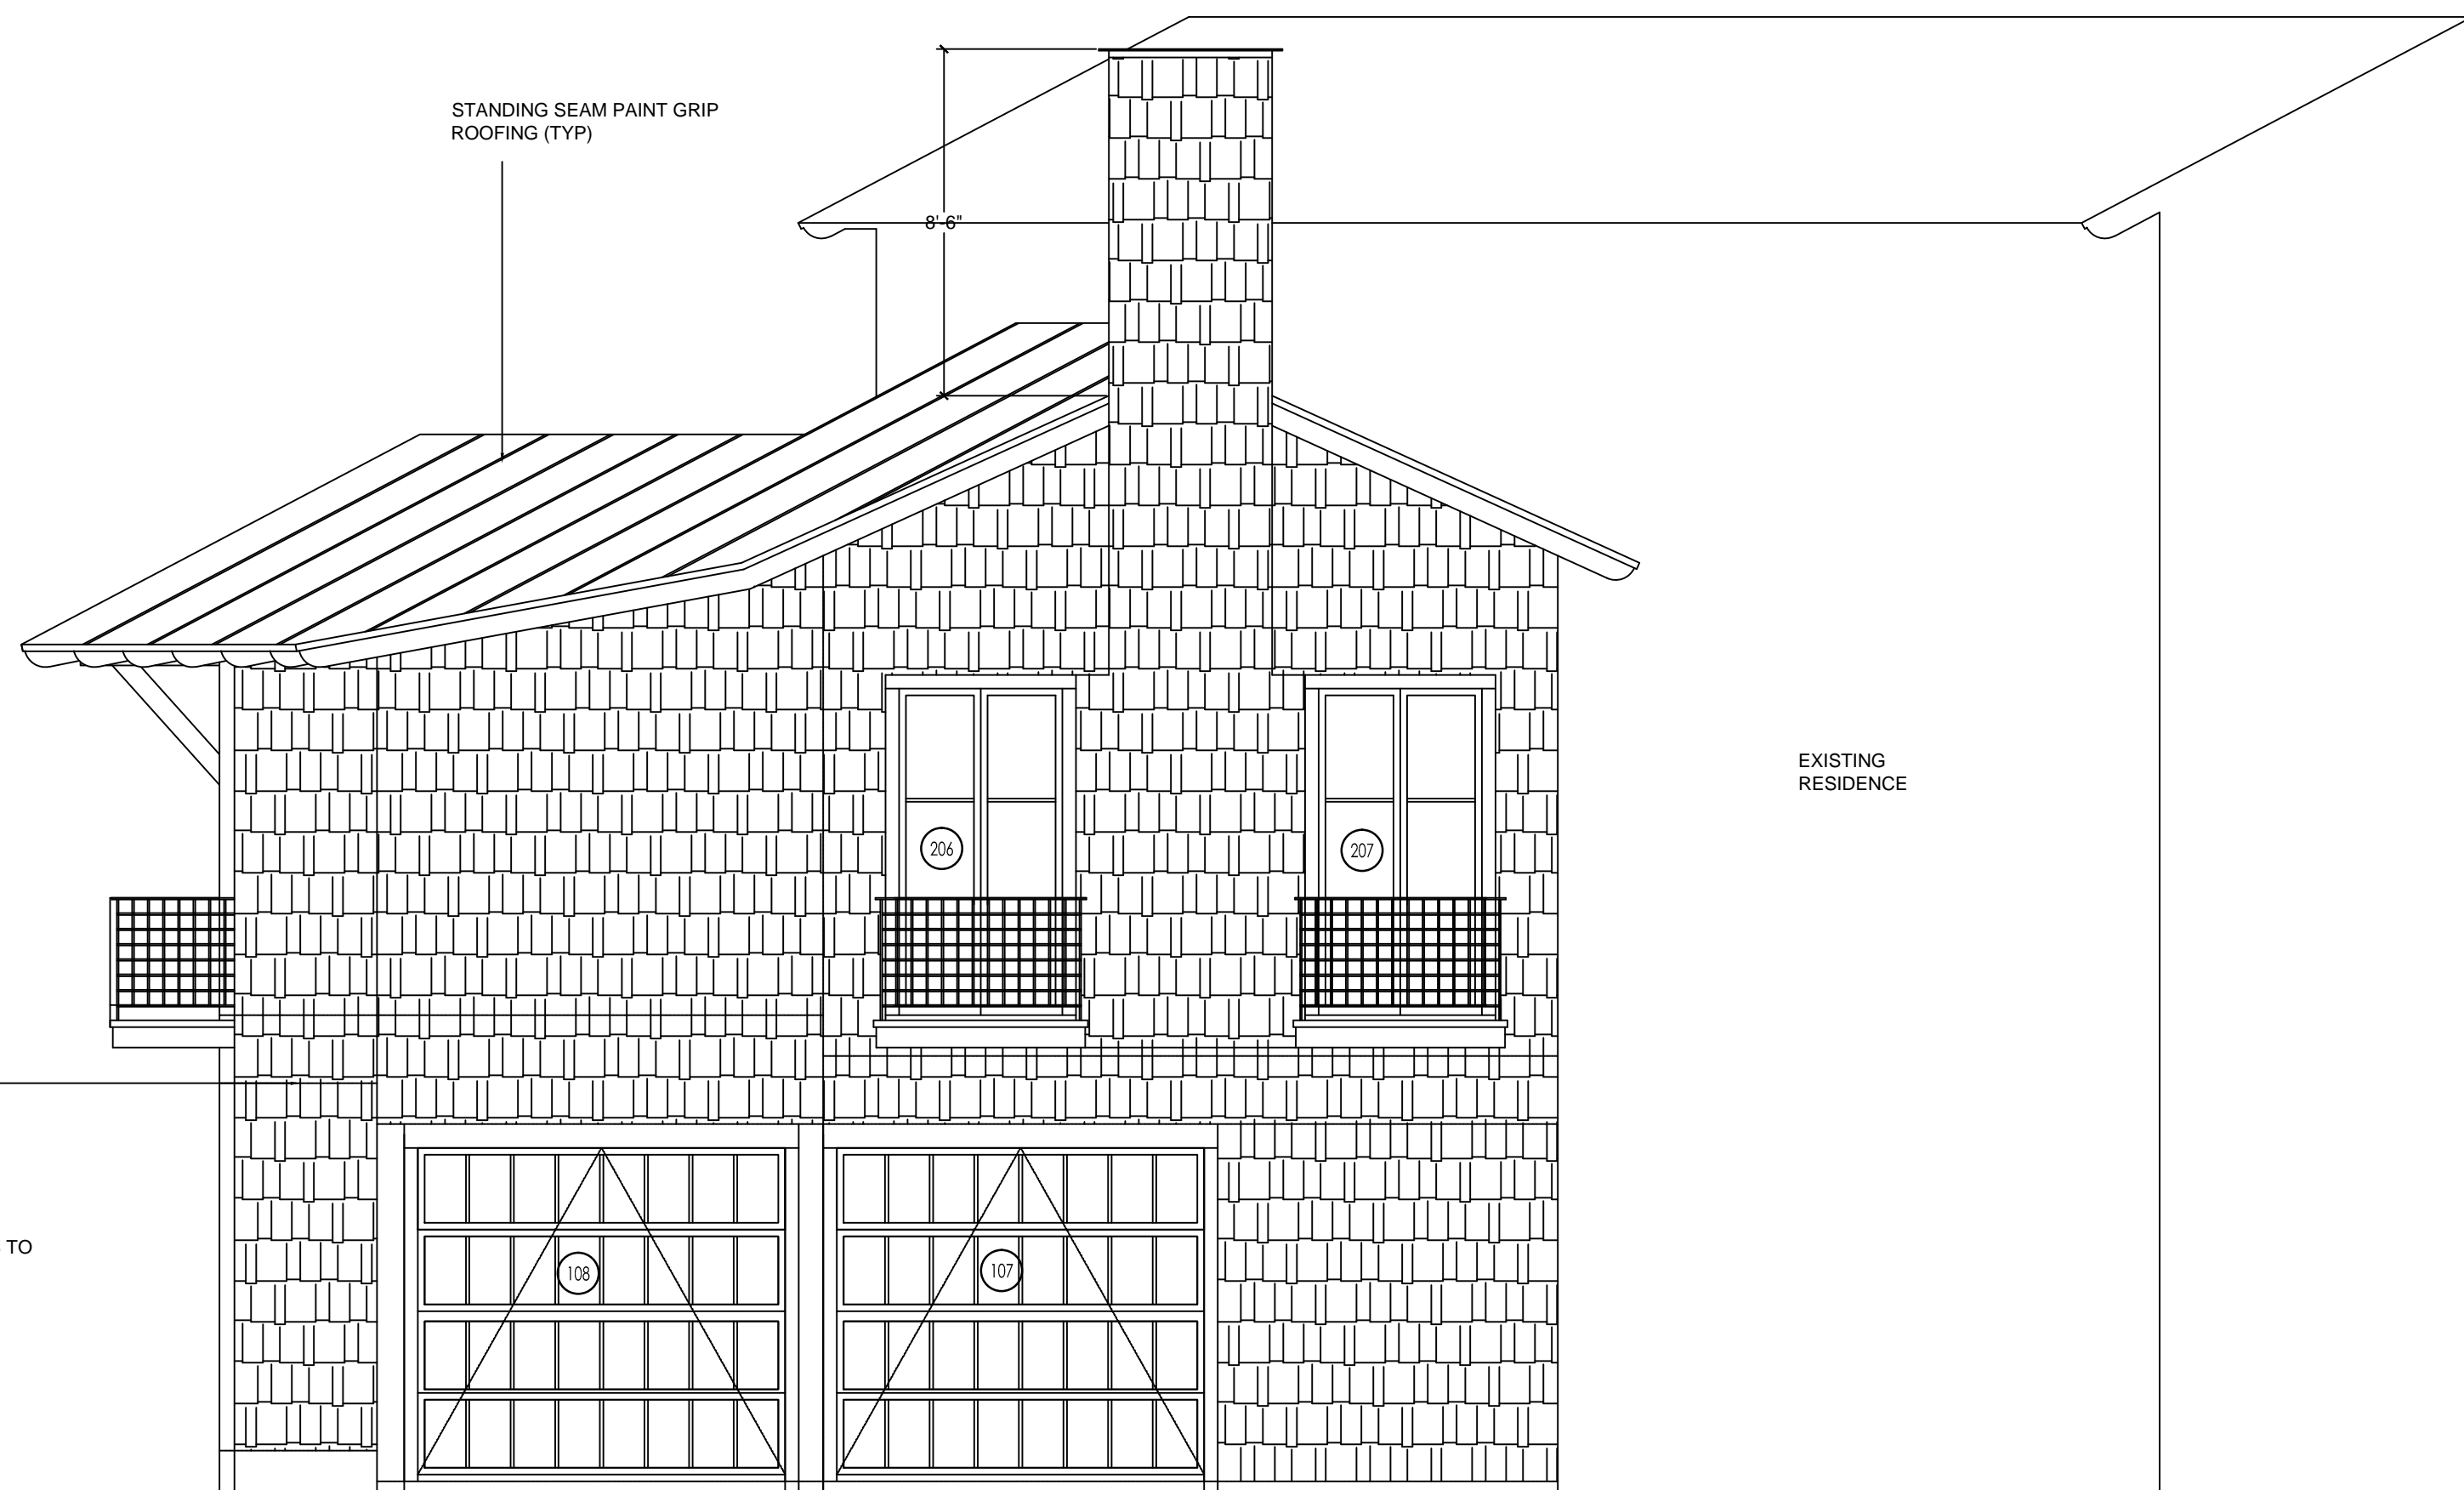 STANDING SEAM PAINT GRIP
ROOFING (TYP)
8'-6"
EXISTING
RESIDENCE
206
207
TO
108
107